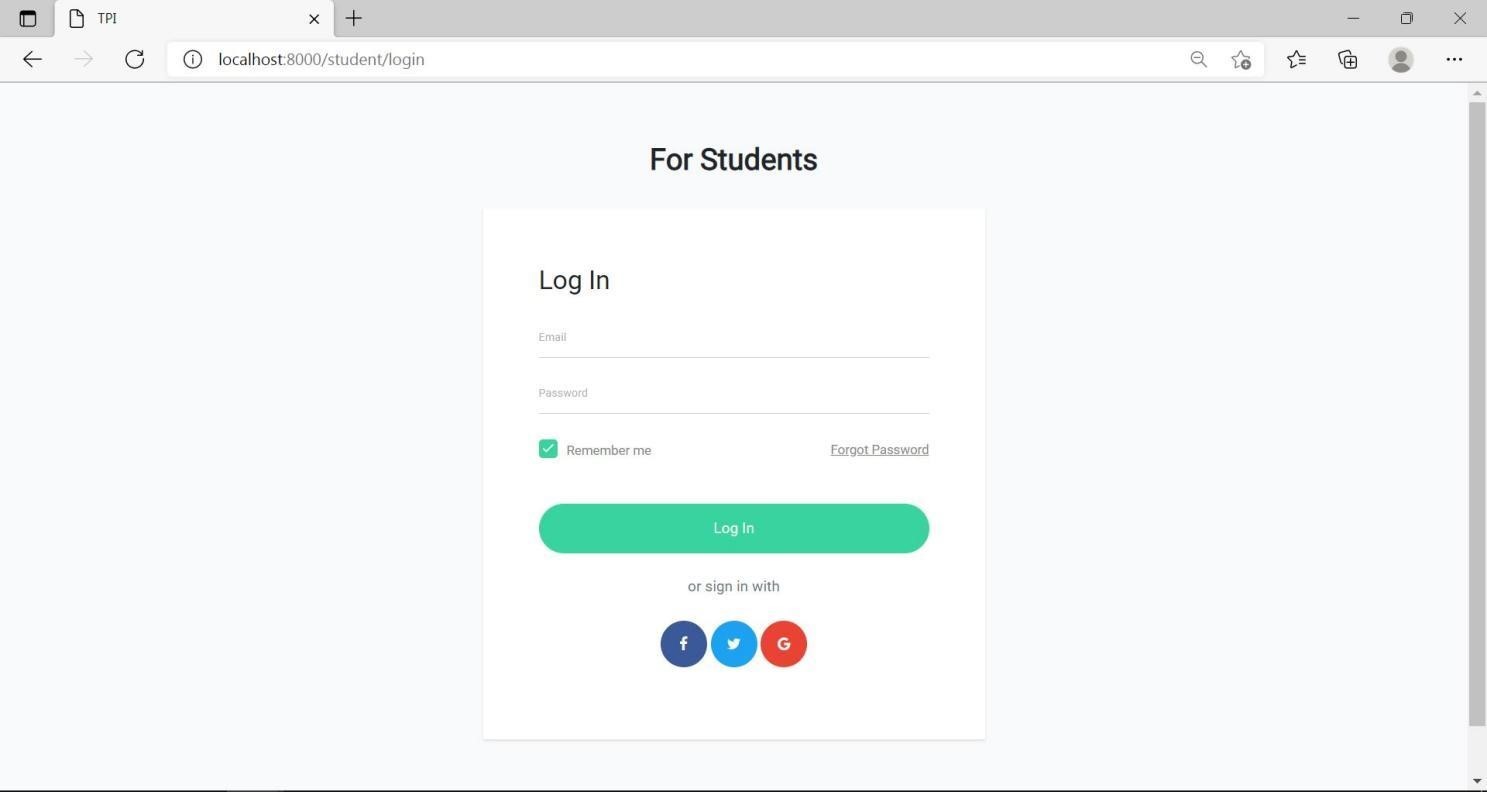 TPI
localhost:8000/student/login
For Students
Log In
Email
Password
Remember me Forgot Password
Log In
or sign in with
f G